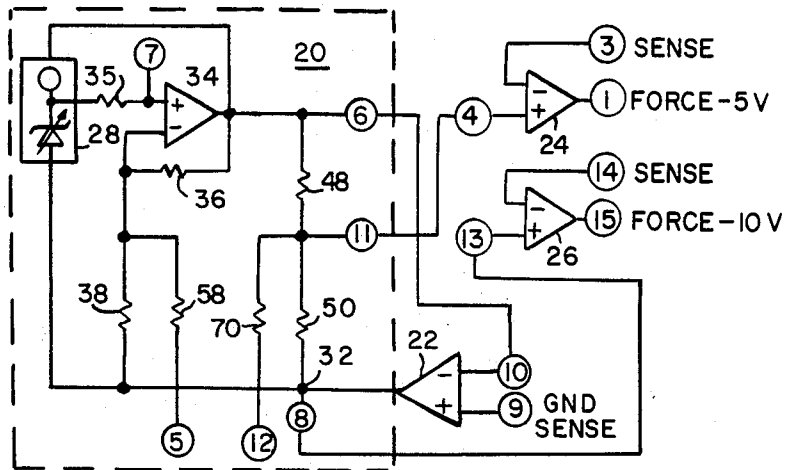 3 SENSE
7 20
35 34
1 FORCE-5V
6 4
24
28
14 SENSE
36 48
15 FORCE-10V
11 13
26
38 58 70 50 22
32
10
8 9 GND
SENSE
5 12
+ -
- +
- +
- +